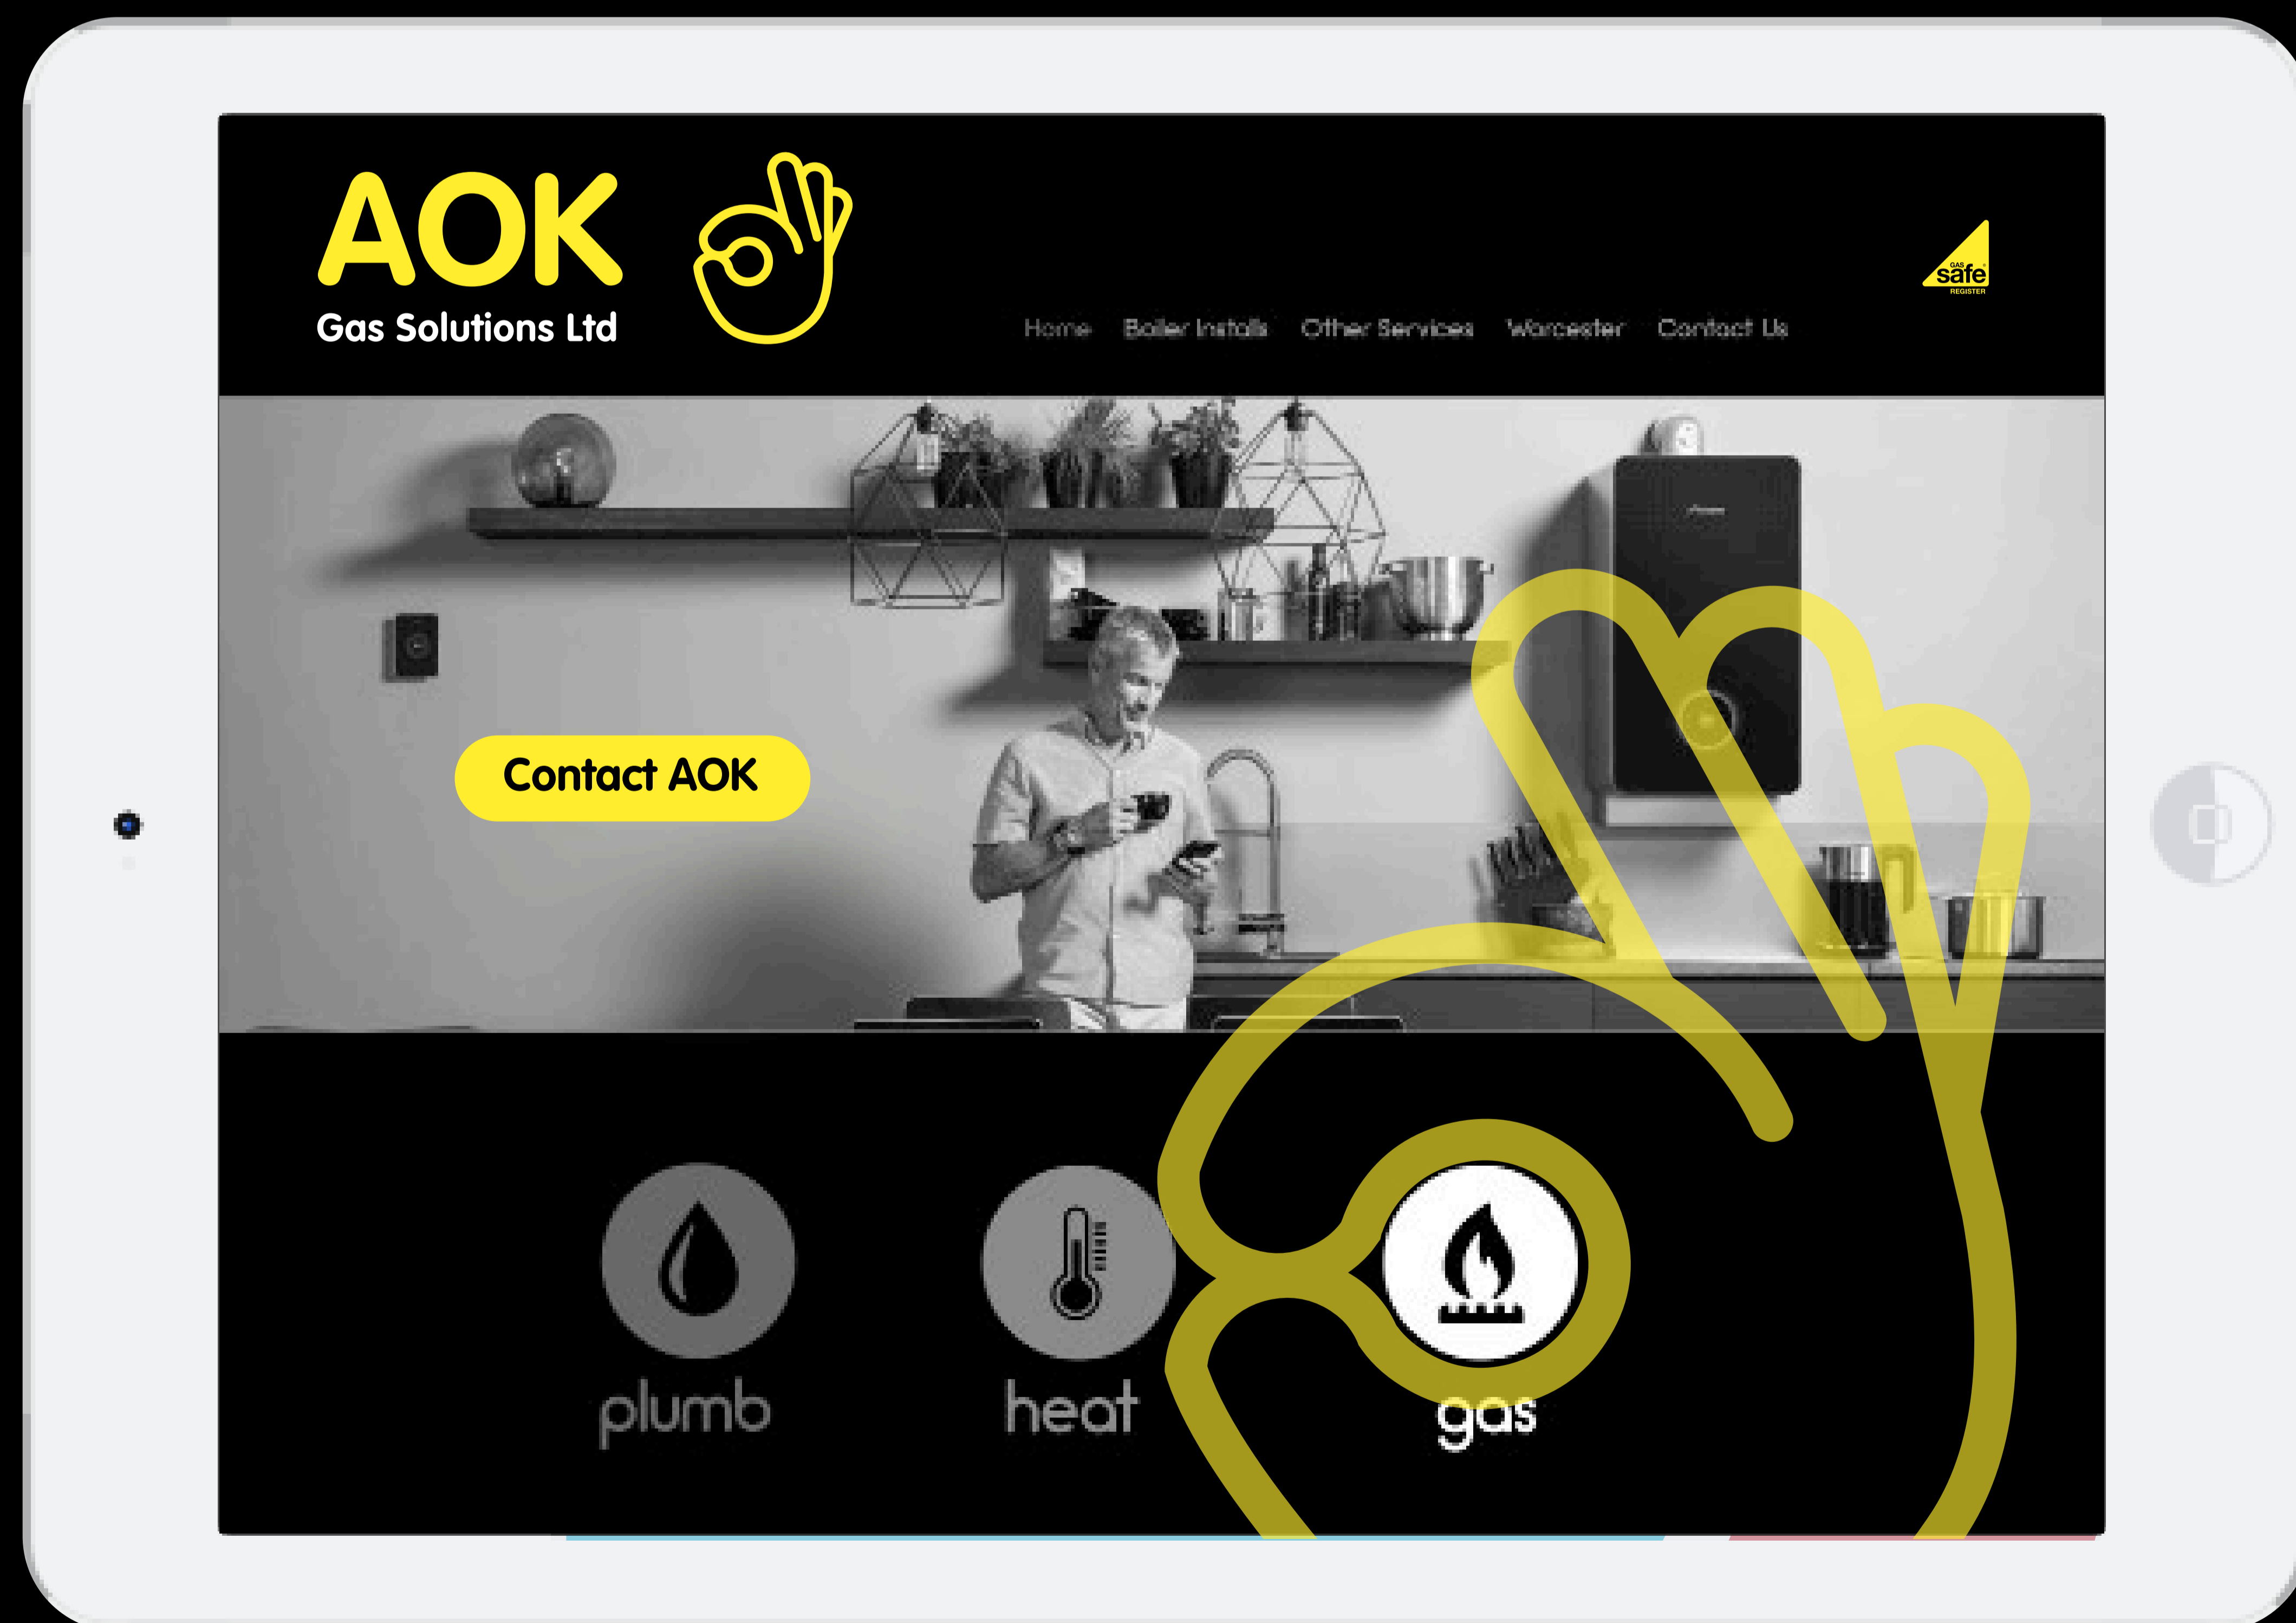 AOK
Gas Solutions Ltd
GAS
safe
REGISTER
Home Boiler Installs Other Services Worcester Contact Us
Contact AOK
plumb heat gas